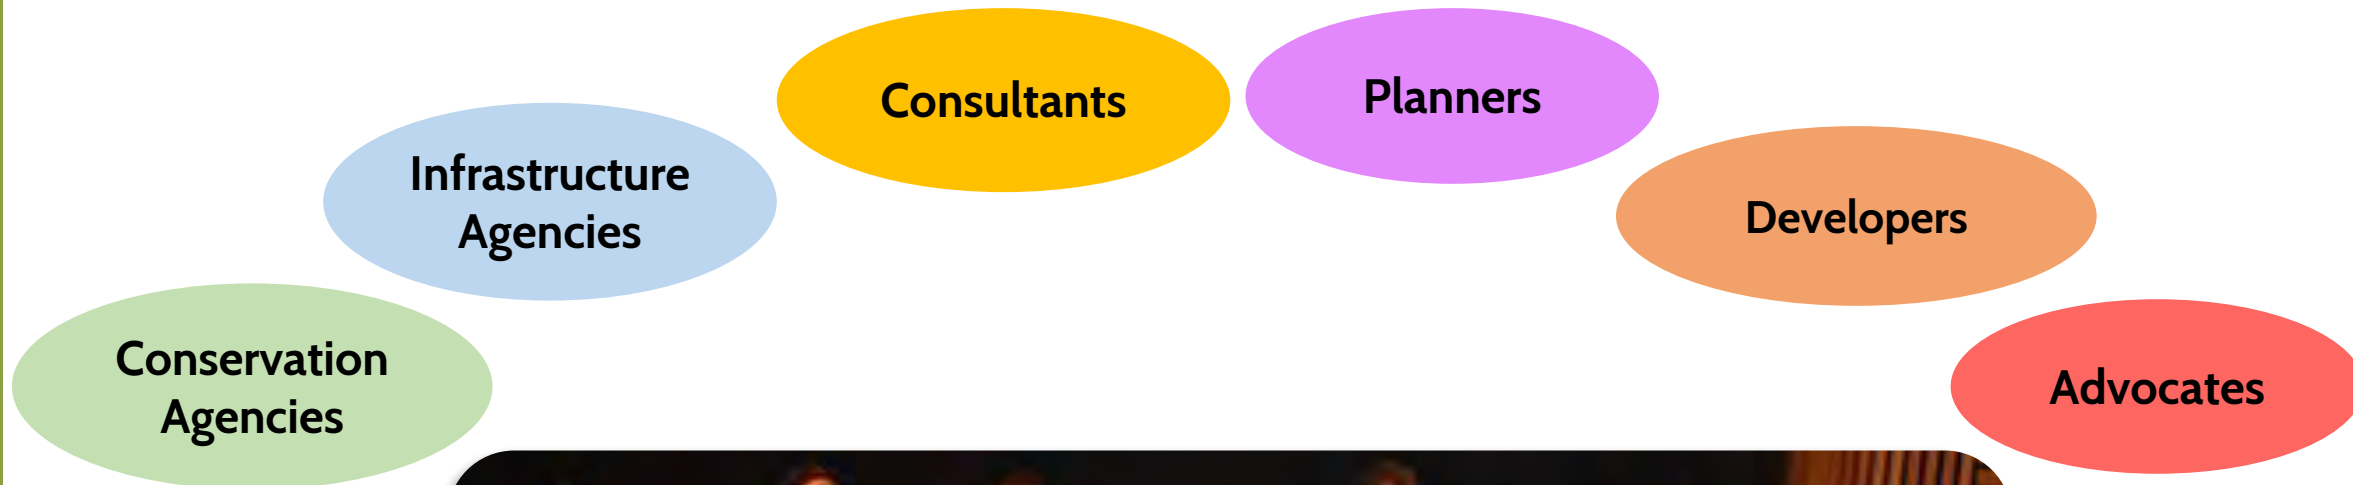 Consultants
Planners
Infrastructure
Agencies
Developers
Conservation
Agencies
Advocates